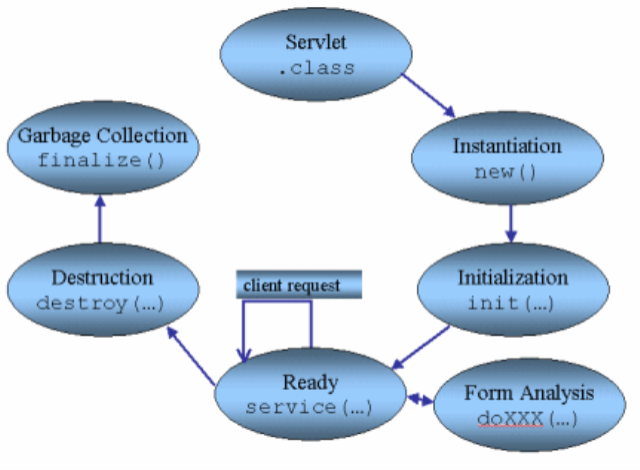 Servlet
.class
Garbage Collection
finalize()
Instantiation
new()
Destruction
destroy(…)
client request
Initialization
init(…)
Ready
service(…)
Form Analysis
doXXX(…)